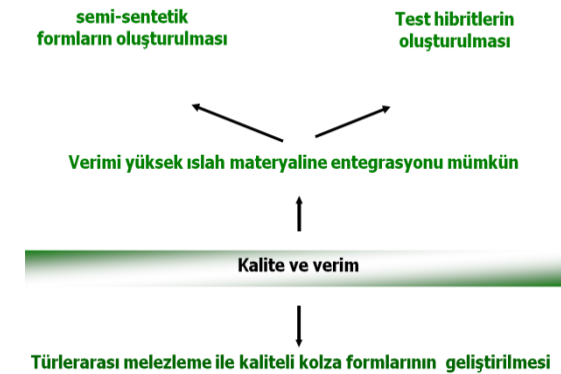 semi-sentetik
formların oluşturulması
Test hibritlerin
oluşturulması
Verimi yüksek ıslah materyaline entegrasyonu mümkün
Kalite ve verim
Türlerarası melezleme ile kaliteli kolza formlarının geliştirilmesi